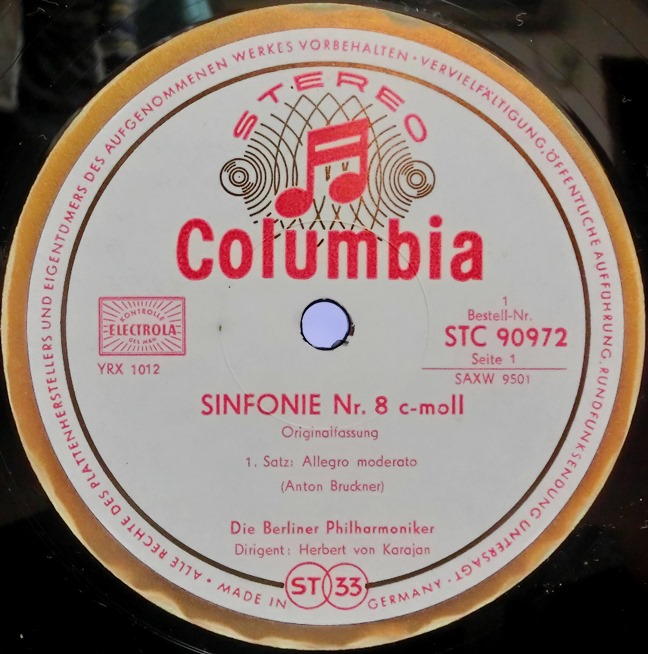 ALLE RECHTE DES PLATTENHERSTELLERS UND EIGENTÜMERS DES AUFGENOMMENEN WERKES VORBEHALTEN · VERVIELFÄLTIGUNG, ÖFFENTLICHE AUFFÜHRUNG, RUNDFUNKSENDUNG UNTERSAGT ·
STEREO
Columbia
KONTROLLE
ELECTROLA
GES MBH
YRX 1012
1
Bestell-Nr.
STC 90972
Seite 1
SAXW 9501
SINFONIE Nr. 8 c-moll
Originalfassung
1. Satz: Allegro moderato
(Anton Bruckner)
Die Berliner Philharmoniker
Dirigent: Herbert von Karajan
· MADE IN GERMANY ·
ST 33